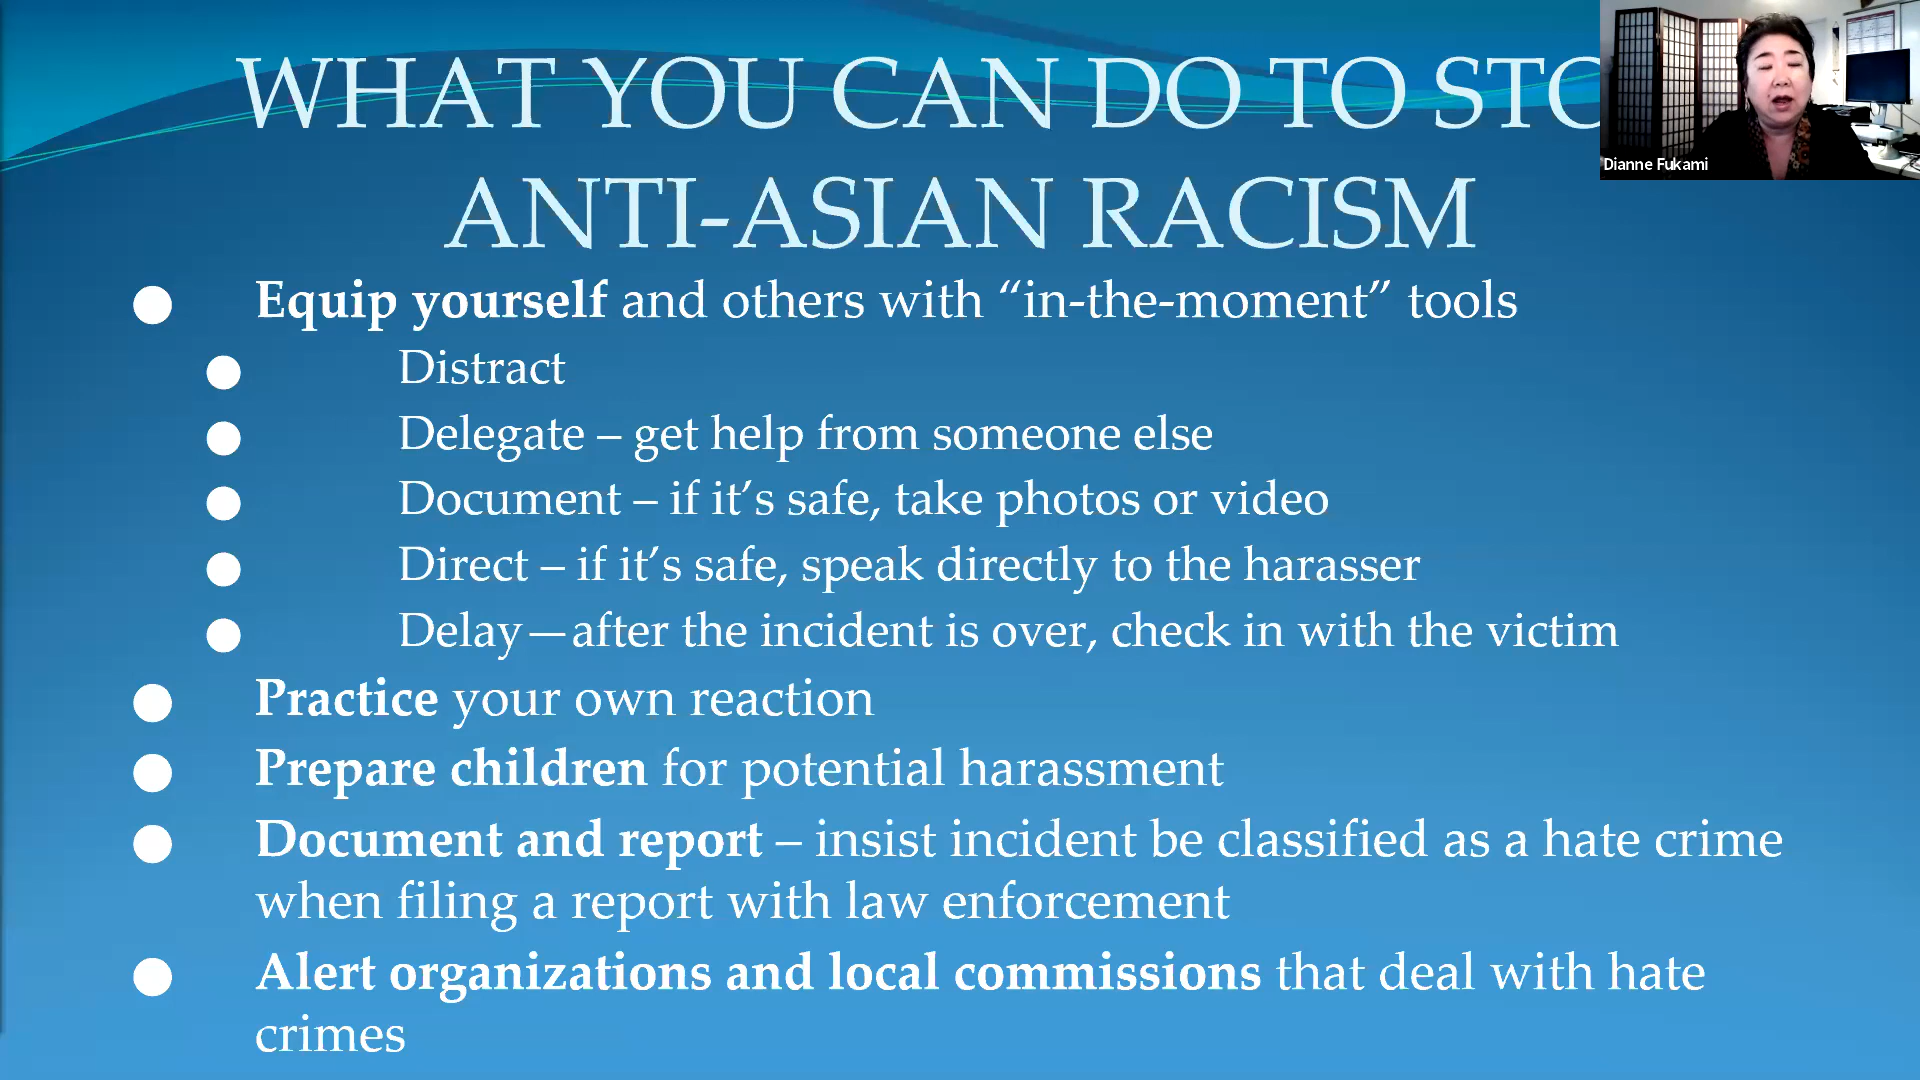 WHAT YOU CAN DO TO STO
ANTI-ASIAN RACISM
Dianne Fukami
● Equip yourself and others with “in-the-moment” tools
● Distract
● Delegate – get help from someone else
● Document – if it’s safe, take photos or video
● Direct – if it’s safe, speak directly to the harasser
● Delay—after the incident is over, check in with the victim
● Practice your own reaction
● Prepare children for potential harassment
● Document and report – insist incident be classified as a hate crime
when filing a report with law enforcement
● Alert organizations and local commissions that deal with hate
crimes